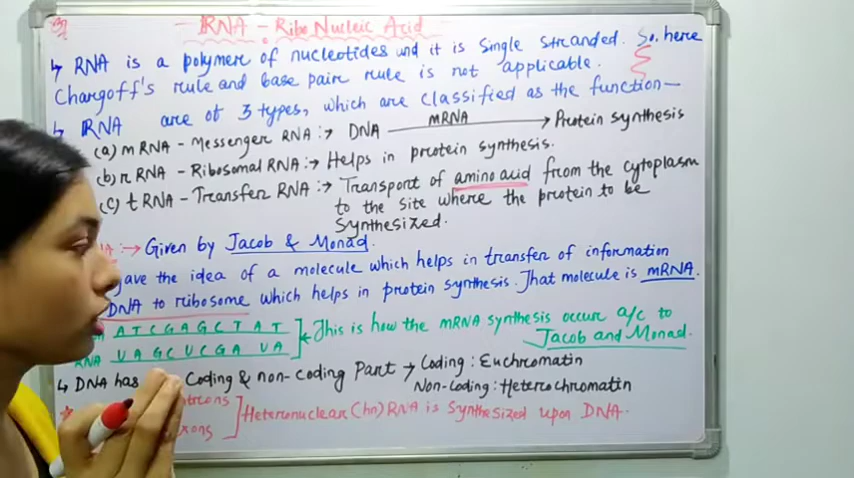 RNA - Ribo Nucleic Acid
↳ RNA is a polymere of nucleotides and it is single stranded. So, here
Chargoff's rule and base pair rule is not applicable.
↳ RNA are of 3 types, which are classified as the function—
(a) mRNA - Messenger RNA :→ DNA mRNA → Protein synthesis
(b) rRNA - Ribosomal RNA :→ Helps in protein synthesis.
(c) tRNA - Transfer RNA :→ Transport of amino acid from the cytoplasm
to the site where the protein to be
synthesized.
:→ Given by Jacob & Monad.
gave the idea of a molecule which helps in transfer of information
DNA to ribosome which helps in protein synthesis. That molecule is mRNA.
A T C G A G C T A T ] ← This is how the mRNA synthesis occur a/c to
RNA U A G C U C G A U A Jacob and Monad.
↳ DNA has Coding & non-coding Part → Coding : Euchromatin
Non-coding : Heterochromatin
] Heteronuclear (hn) RNA is synthesized upon DNA.